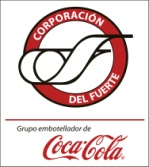 CORPORACIÓN
DEL FUERTE
Grupo embotellador de
Coca-Cola